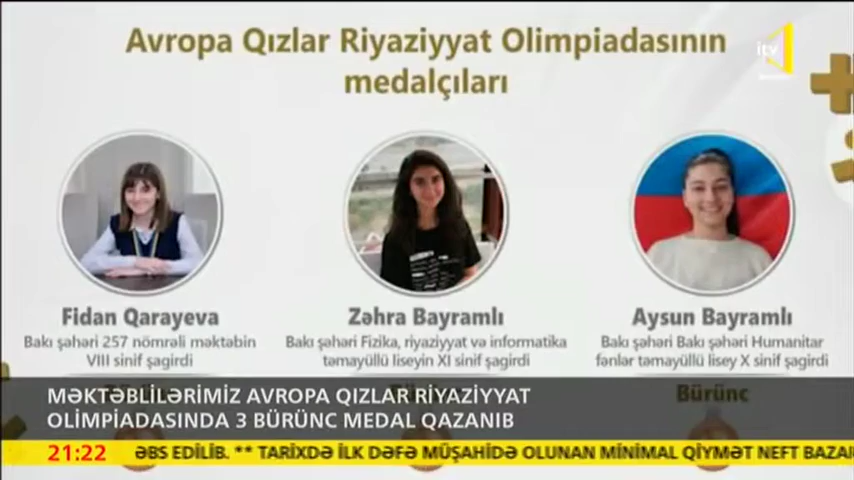 Avropa Qızlar Riyaziyyat Olimpiadasının
medalçıları
itv
Fidan Qarayeva
Bakı şəhəri 257 nömrəli məktəbin
VIII sinif şagirdi
Zəhra Bayramlı
Bakı şəhəri Fizika, riyaziyyat və informatika
təmayüllü liseyin XI sinif şagirdi
Aysun Bayramlı
Bakı şəhəri Bakı şəhəri Humanitar
fənlər təmayüllü lisey X sinif şagirdi
Bürünc
MƏKTƏBLİLƏRİMİZ AVROPA QIZLAR RİYAZİYYAT
OLİMPİADASINDA 3 BÜRÜNC MEDAL QAZANIB
21:22 ƏBS EDİLİB. ** TARİXDƏ İLK DƏFƏ MÜŞAHİDƏ OLUNAN MİNİMAL QİYMƏT NEFT BAZAR